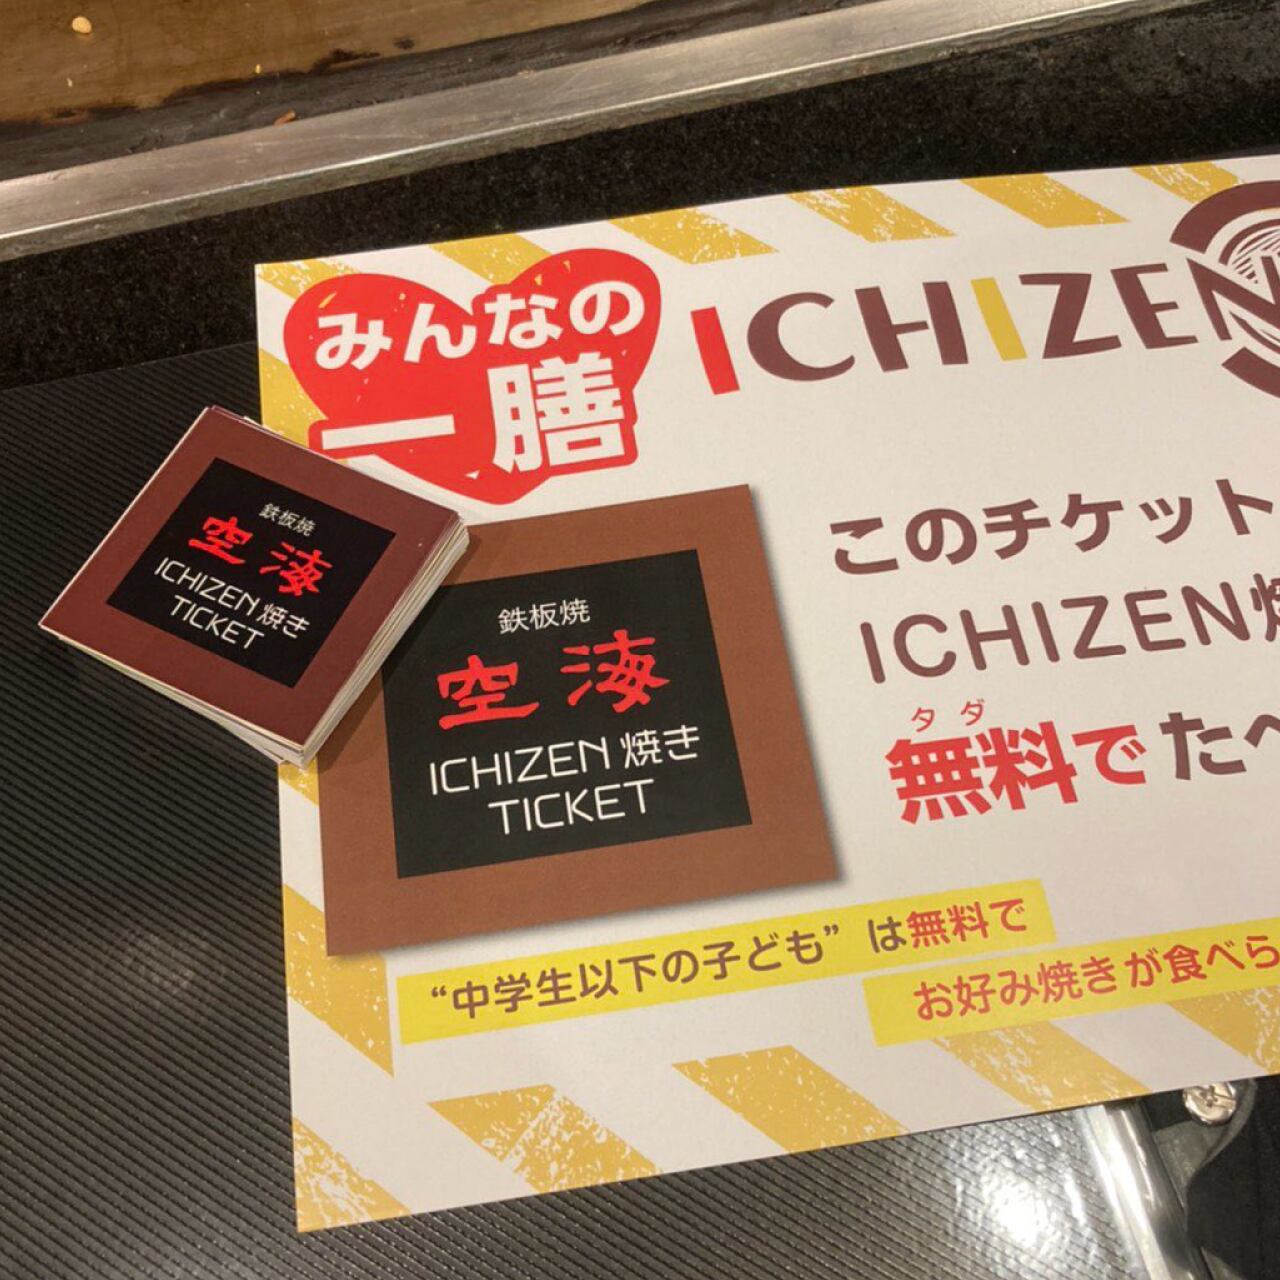 みんなの
一膳
ICHIZEN
鉄板焼
空海
ICHIZEN 焼き
TICKET
鉄板焼
空海
ICHIZEN 焼き
TICKET
このチケット
ICHIZEN焼
タダ
無料でたべ
“中学生以下の子ども” は無料で
お好み焼きが食べら